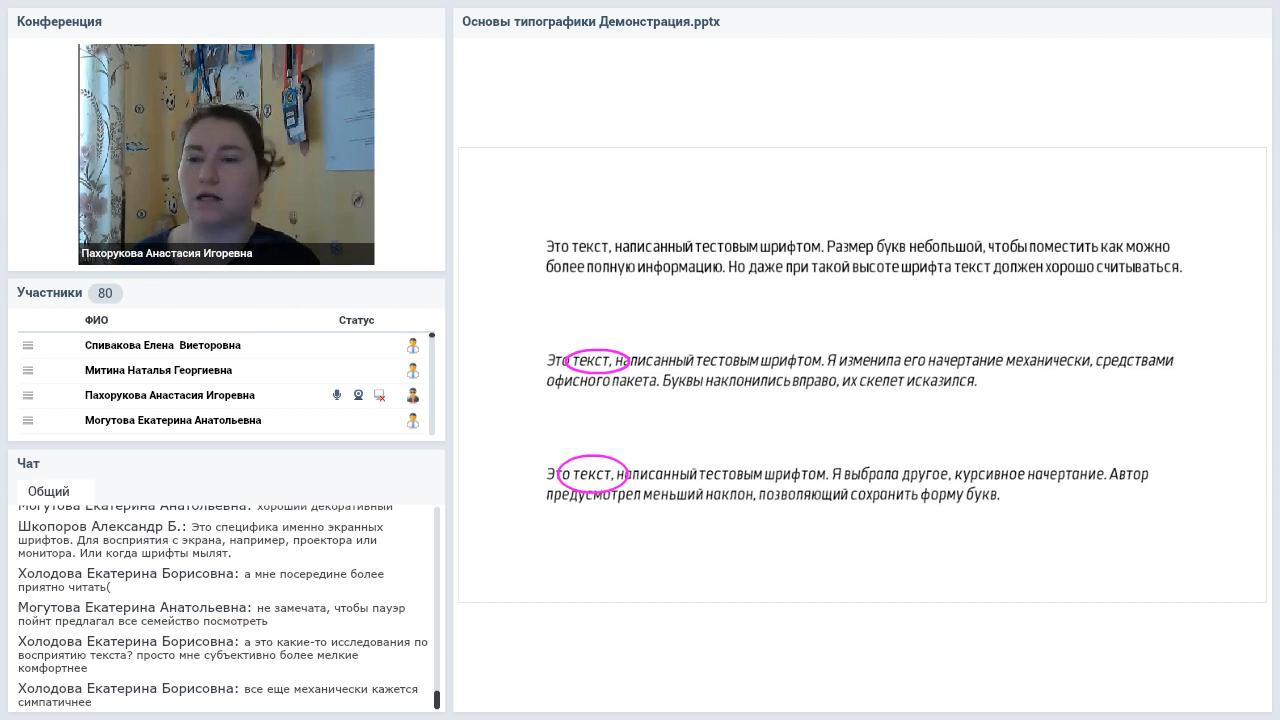 Конференция
Пахорукова Анастасия Игоревна
Участники 80
ФИО Статус
Спивакова Елена Виеторовна
Митина Наталья Георгиевна
Пахорукова Анастасия Игоревна
Могутова Екатерина Анатольевна
Чат
Общий
Могутова Екатерина Анатольевна: хороший декоративный
Шкопоров Александр Б.: Это специфика именно экранных
шрифтов. Для восприятия с экрана, например, проектора или
монитора. Или когда шрифты мылят.
Холодова Екатерина Борисовна: а мне посередине более
приятно читать(
Могутова Екатерина Анатольевна: не замечата, чтобы пауэр
пойнт предлагал все семейство посмотреть
Холодова Екатерина Борисовна: а это какие-то исследования по
восприятию текста? просто мне субъективно более мелкие
комфортнее
Холодова Екатерина Борисовна: все еще механически кажется
симпатичнее
Основы типографики Демонстрация.pptx
Это текст, написанный тестовым шрифтом. Размер букв небольшой, чтобы поместить как можно
более полную информацию. Но даже при такой высоте шрифта текст должен хорошо считываться.
Это текст, написанный тестовым шрифтом. Я изменила его начертание механически, средствами
офисного пакета. Буквы наклонились вправо, их скелет исказился.
Это текст, написанный тестовым шрифтом. Я выбрала другое, курсивное начертание. Автор
предусмотрел меньший наклон, позволяющий сохранить форму букв.